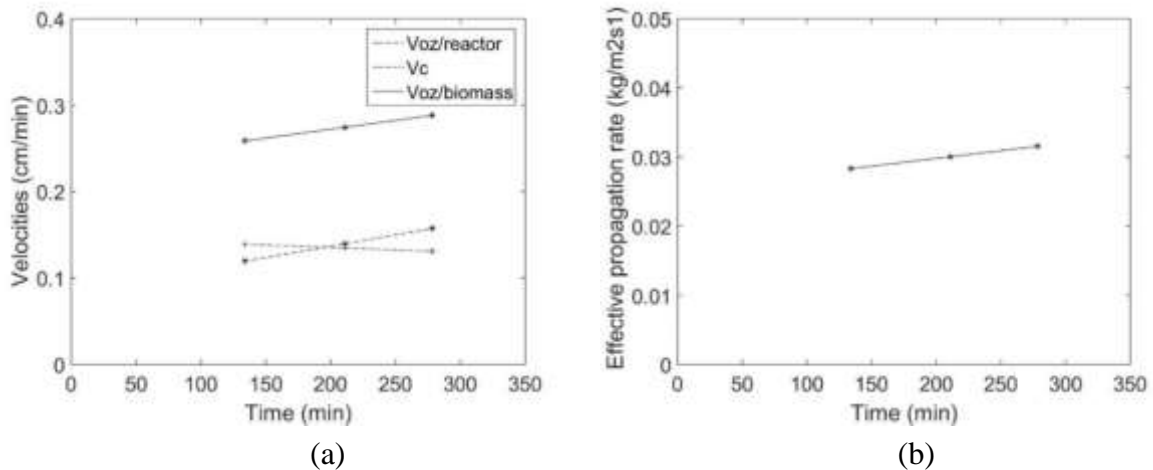 0.4
0.3
0.2
0.1
0
Velocities (cm/min)
Voz/reactor
Vc
Voz/biomass
0 50 100 150 200 250 300 350
Time (min)
(a)
0.05
0.04
0.03
0.02
0.01
0
Effective propagation rate (kg/m2s1)
0 50 100 150 200 250 300 350
Time (min)
(b)